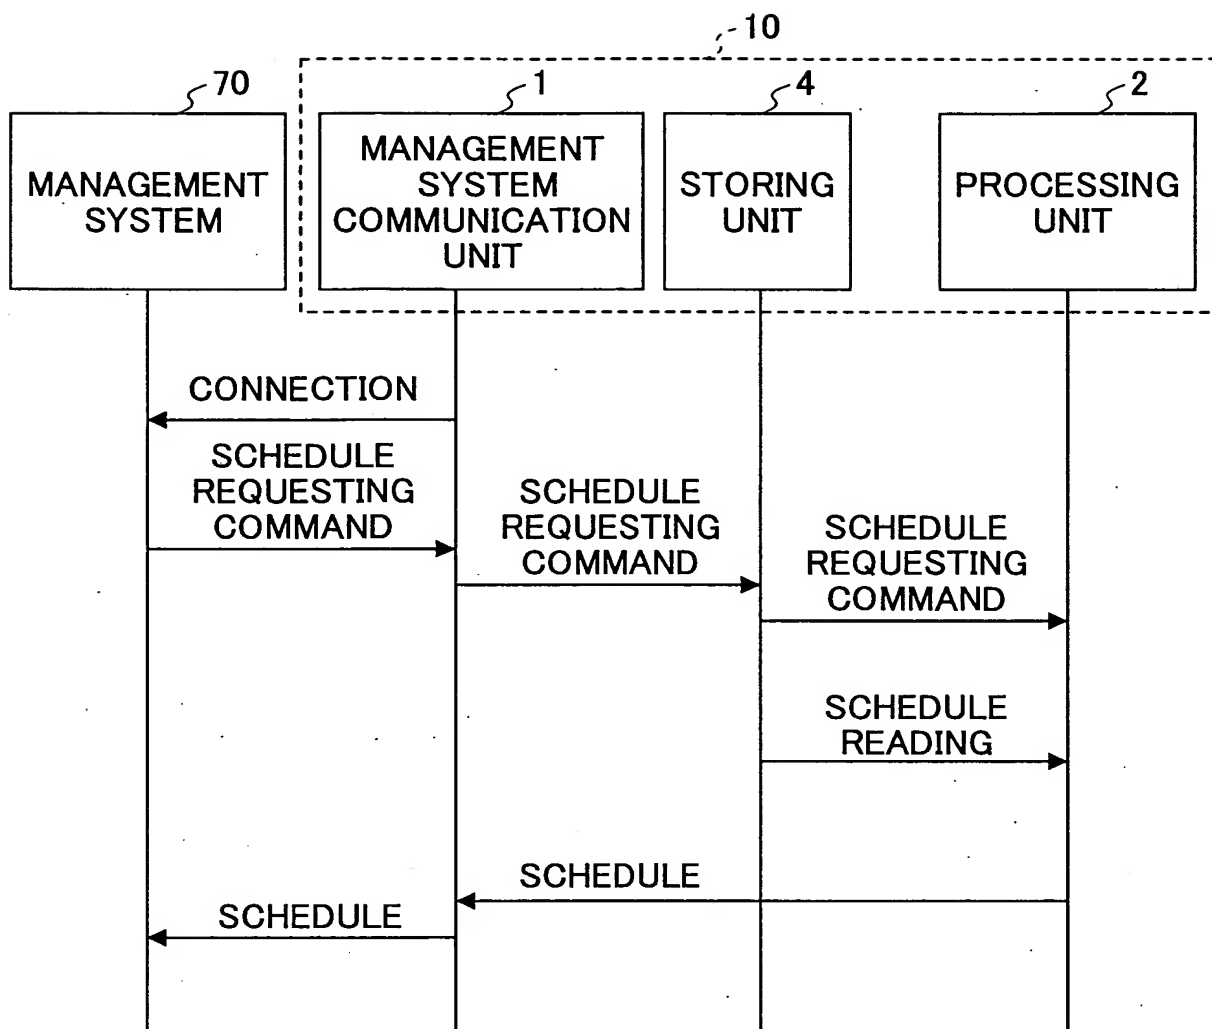 10
70
1
4
2
MANAGEMENT
SYSTEM
MANAGEMENT
SYSTEM
COMMUNICATION
UNIT
STORING
UNIT
PROCESSING
UNIT
CONNECTION
SCHEDULE
REQUESTING
COMMAND
SCHEDULE
REQUESTING
COMMAND
SCHEDULE
REQUESTING
COMMAND
SCHEDULE
READING
SCHEDULE
SCHEDULE